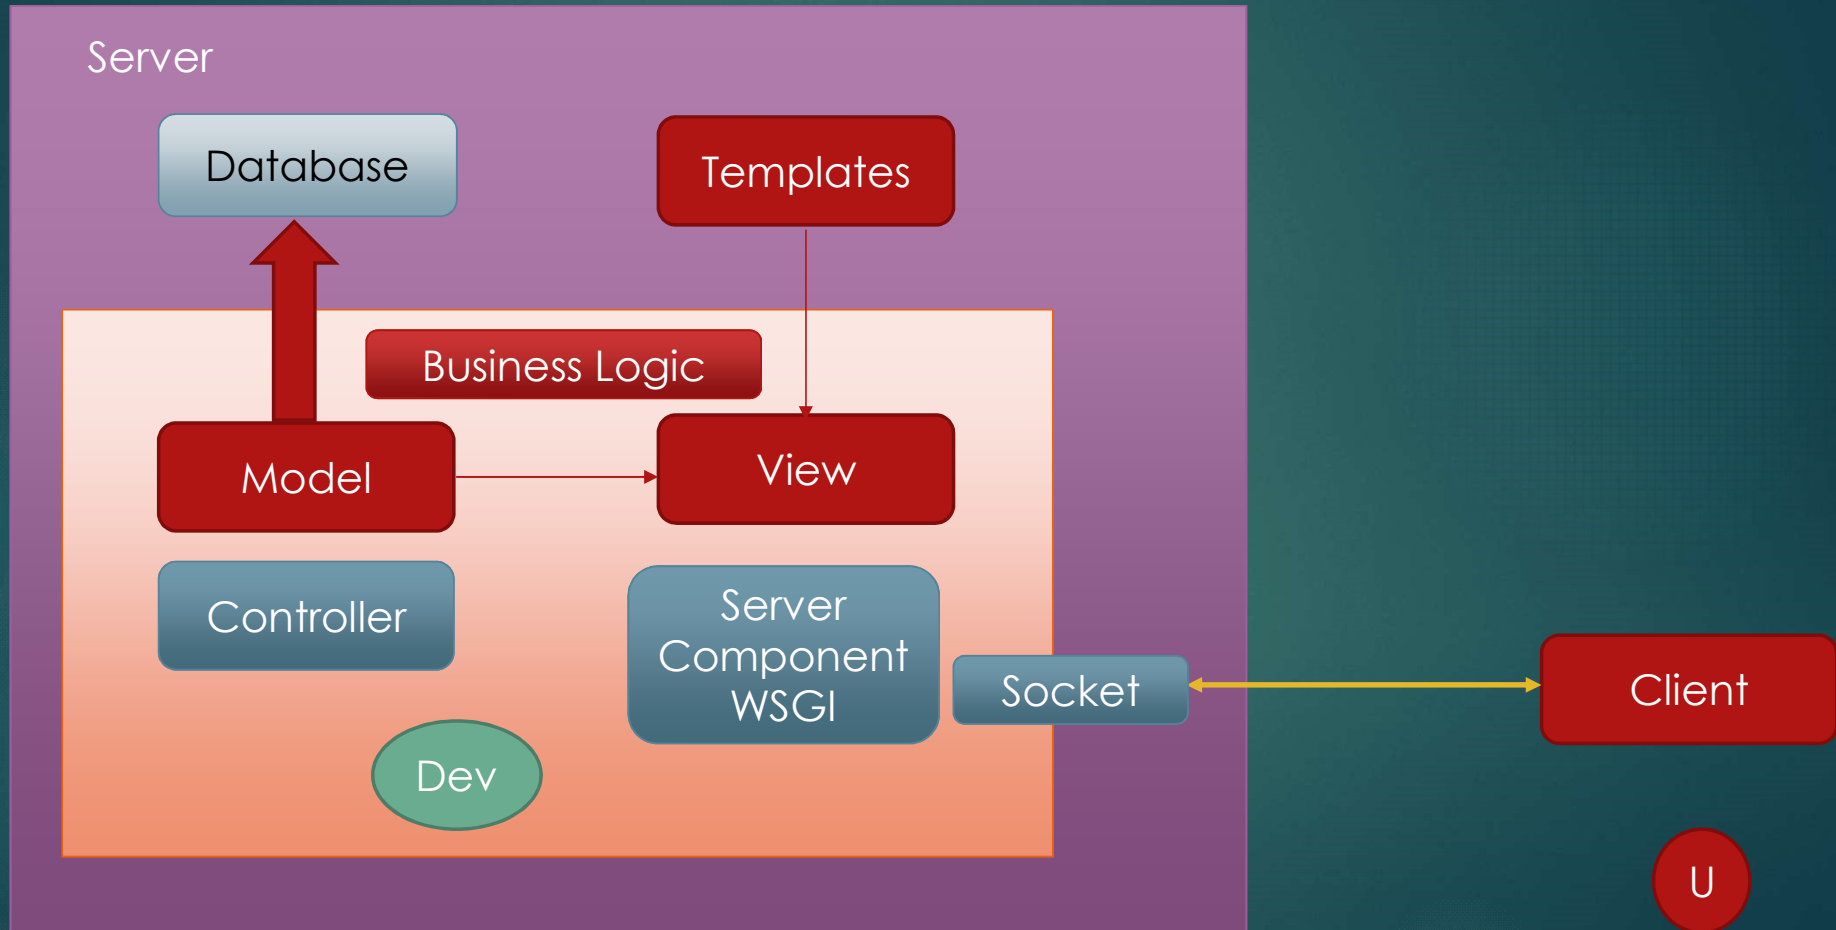 Server
Database
Templates
Business Logic
Model
View
Controller
Server
Component
WSGI
Socket
Client
Dev
U